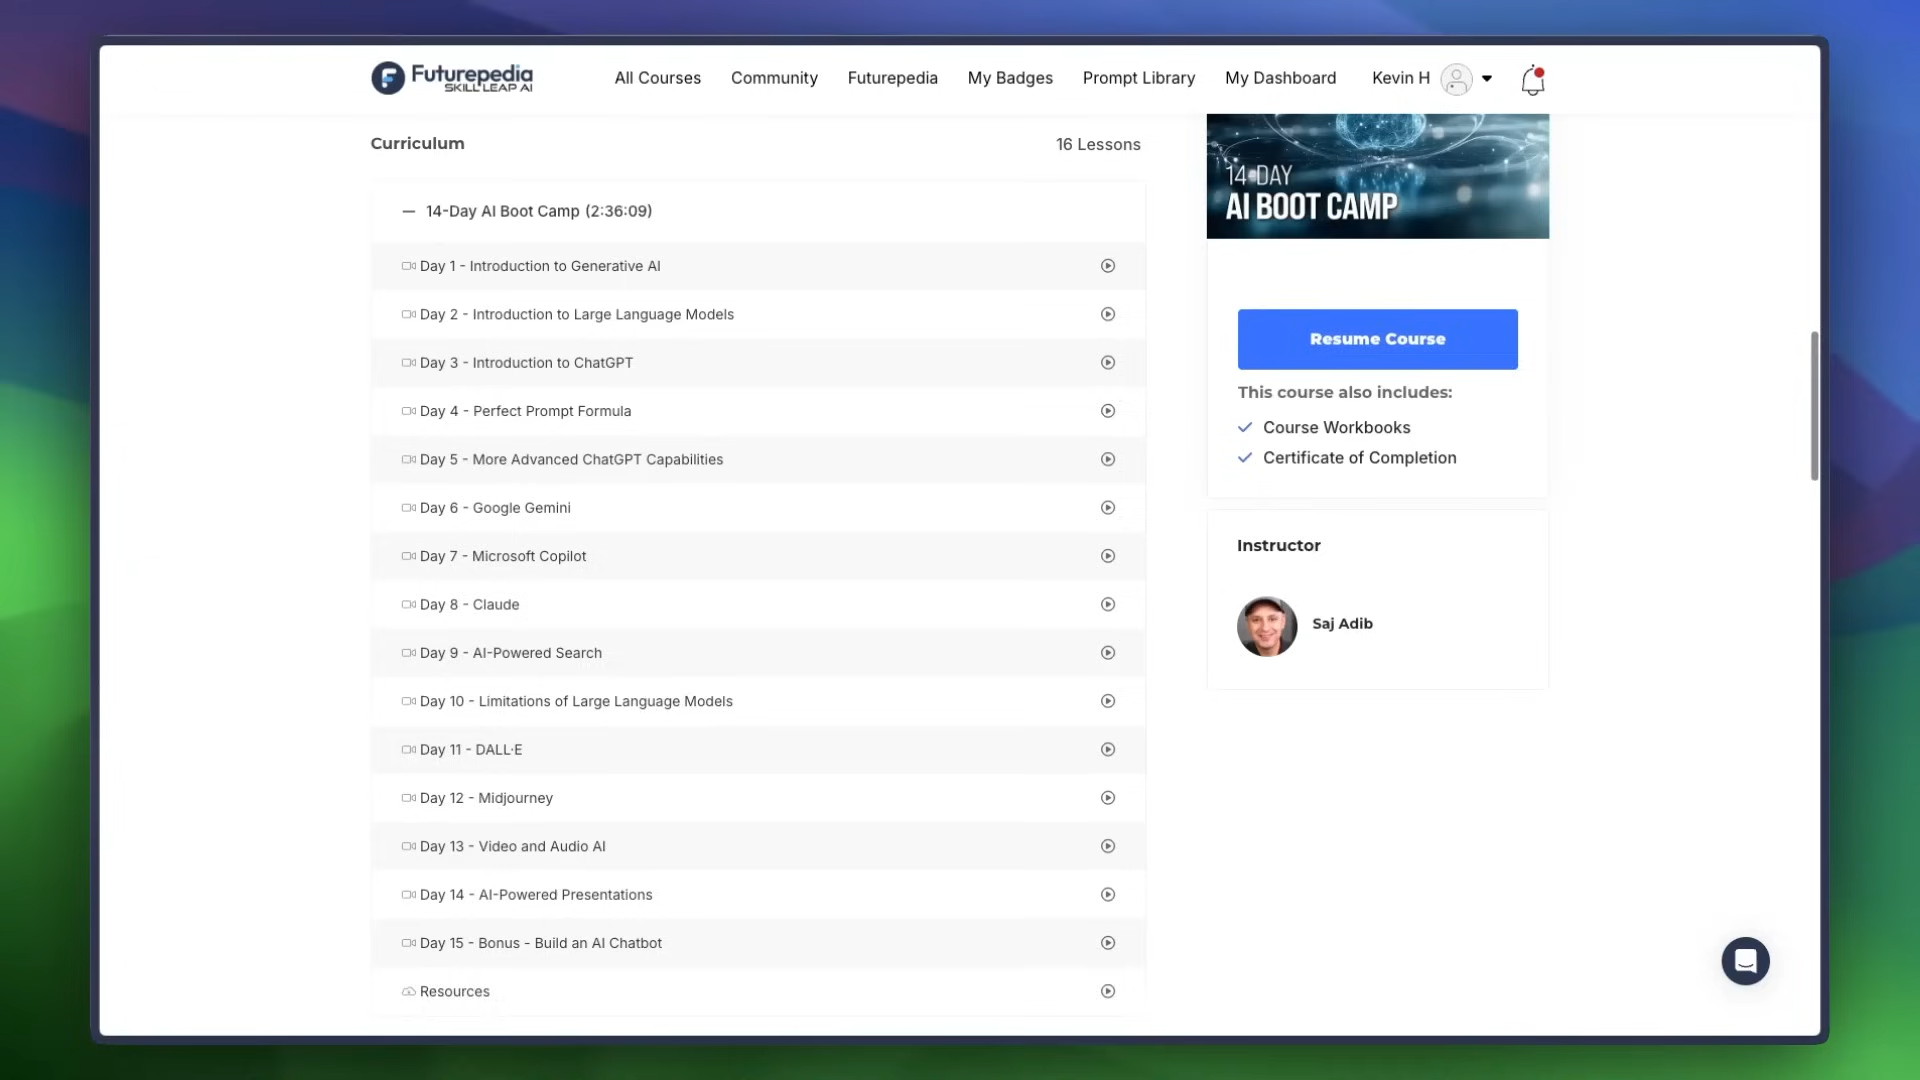 Futurepedia
SKILL LEAP AI
All Courses
Community
Futurepedia
My Badges
Prompt Library
My Dashboard
Kevin H
Curriculum
16 Lessons
14-Day AI Boot Camp (2:36:09)
Day 1 - Introduction to Generative AI
Day 2 - Introduction to Large Language Models
Day 3 - Introduction to ChatGPT
Day 4 - Perfect Prompt Formula
Day 5 - More Advanced ChatGPT Capabilities
Day 6 - Google Gemini
Day 7 - Microsoft Copilot
Day 8 - Claude
Day 9 - AI-Powered Search
Day 10 - Limitations of Large Language Models
Day 11 - DALL·E
Day 12 - Midjourney
Day 13 - Video and Audio AI
Day 14 - AI-Powered Presentations
Day 15 - Bonus - Build an AI Chatbot
Resources
14-DAY
AI BOOT CAMP
Resume Course
This course also includes:
Course Workbooks
Certificate of Completion
Instructor
Saj Adib